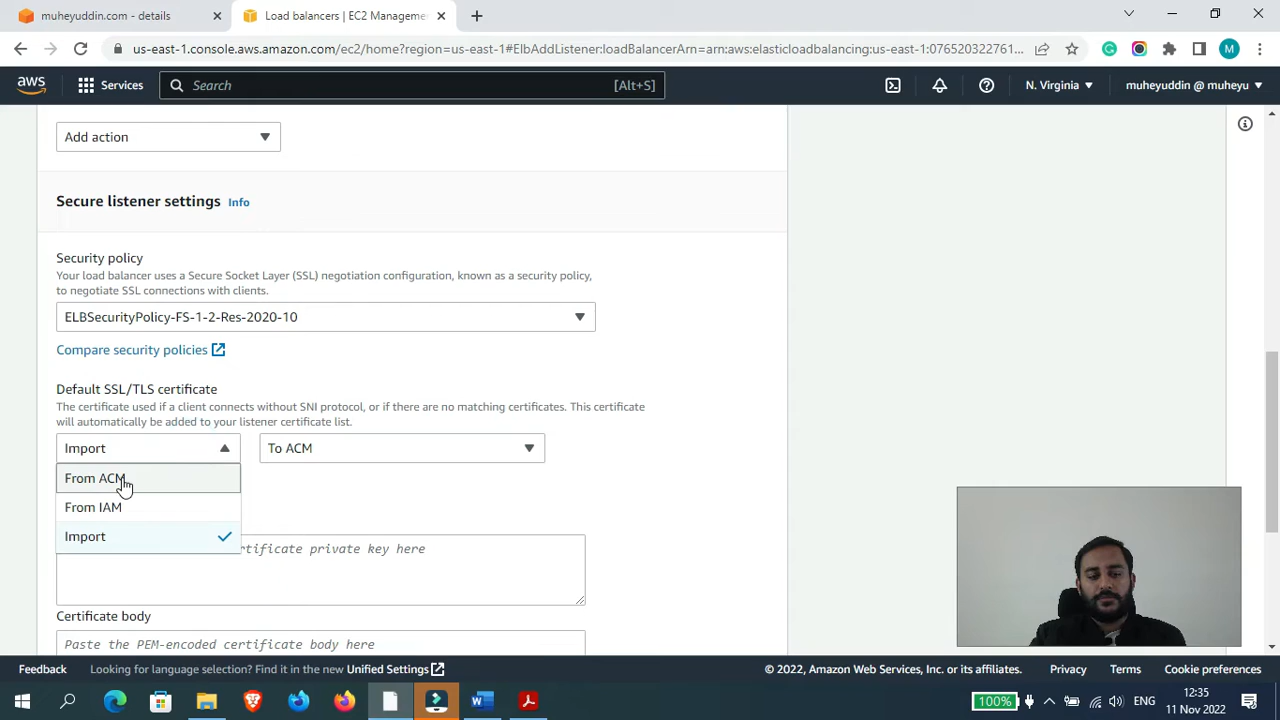 muheyuddin.com - details
Load balancers | EC2 Manageme
us-east-1.console.aws.amazon.com/ec2/home?region=us-east-1#ElbAddListener:loadBalancerArn=arn:aws:elasticloadbalancing:us-east-1:076520322761...
M
aws
Services
Search
[Alt+S]
N. Virginia
muheyuddin @ muheyu
Add action
Secure listener settings Info
Security policy
Your load balancer uses a Secure Socket Layer (SSL) negotiation configuration, known as a security policy,
to negotiate SSL connections with clients.
ELBSecurityPolicy-FS-1-2-Res-2020-10
Compare security policies
Default SSL/TLS certificate
The certificate used if a client connects without SNI protocol, or if there are no matching certificates. This certificate
will automatically be added to your listener certificate list.
Import
To ACM
From ACM
From IAM
Import
rtificate private key here
Certificate body
Paste the PEM-encoded certificate body here
Feedback
Looking for language selection? Find it in the new Unified Settings
© 2022, Amazon Web Services, Inc. or its affiliates.
Privacy
Terms
Cookie preferences
100%
ENG
12:35
11 Nov 2022